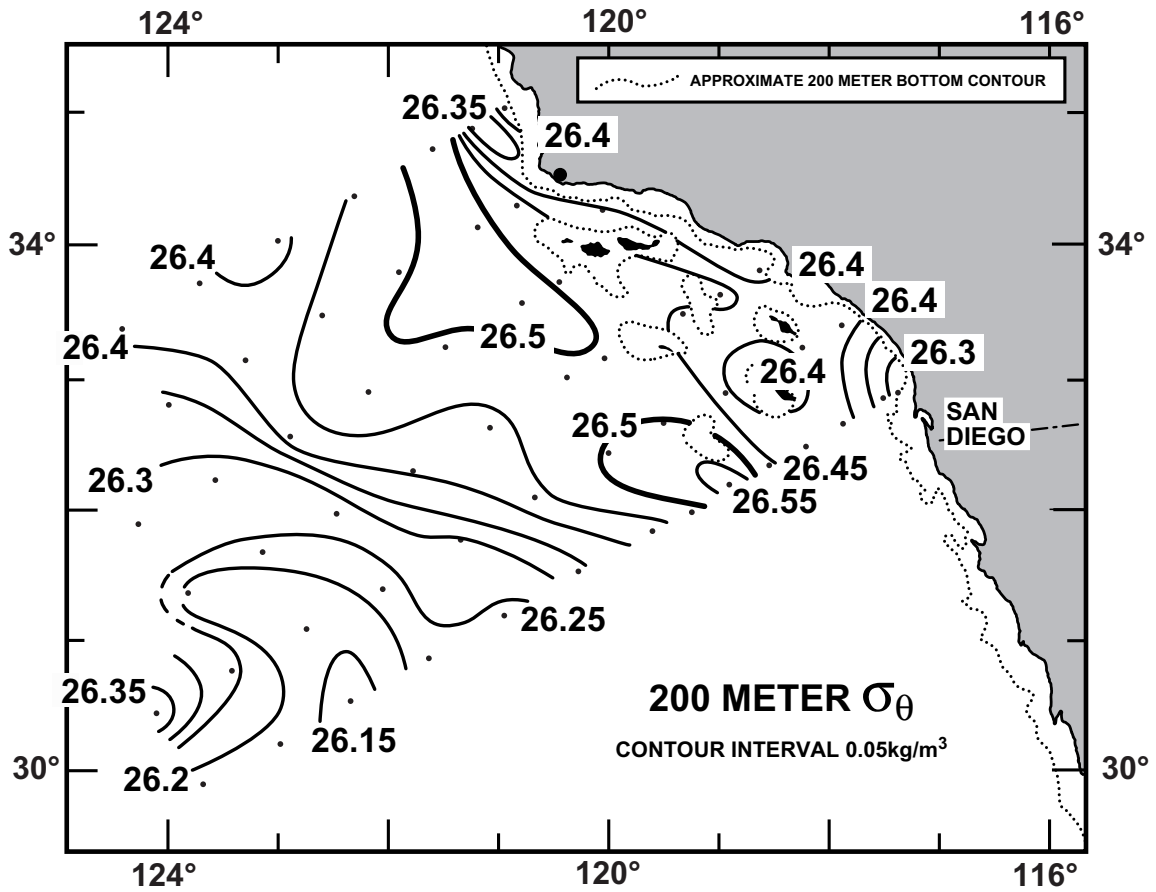 124° 120° 116°
APPROXIMATE 200 METER BOTTOM CONTOUR
26.35
26.4
34° 34°
26.4
26.4
26.4
26.5
26.4
26.3
26.4
26.5
SAN
DIEGO
26.45
26.3
26.55
26.25
26.35
200 METER σθ
26.15
CONTOUR INTERVAL 0.05kg/m³
30° 30°
26.2
124° 120° 116°